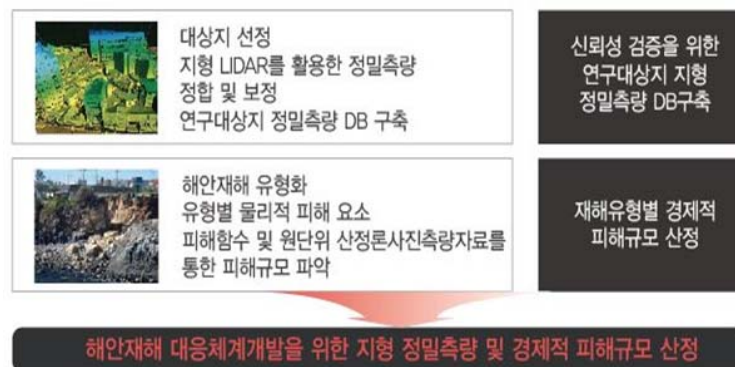 대상지 선정
지형 LIDAR를 활용한 정밀측량
정합 및 보정
연구대상지 정밀측량 DB 구축
신뢰성 검증을 위한
연구대상지 지형
정밀측량 DB구축
해안재해 유형화
유형별 물리적 피해 요소
피해함수 및 원단위 산정론사진측량자료를
통한 피해규모 파악
재해유형별 경제적
피해규모 산정
해안재해 대응체계개발을 위한 지형 정밀측량 및 경제적 피해규모 산정